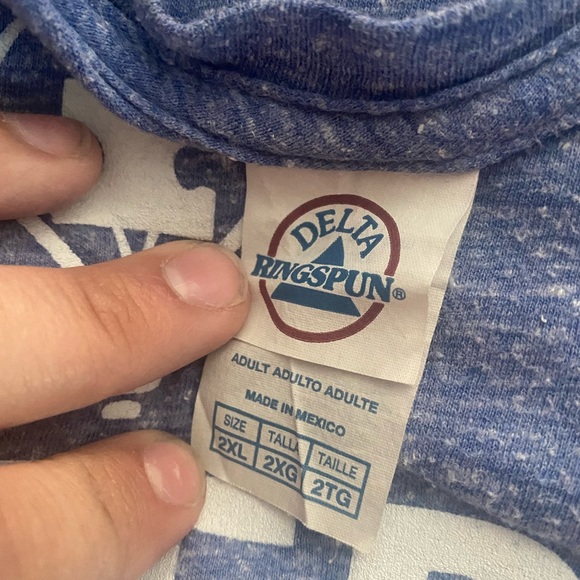 DELTA
RINGSPUN®
ADULT ADULTO ADULTE
MADE IN MEXICO
SIZE TALLA TAILLE
2XL 2XG 2TG